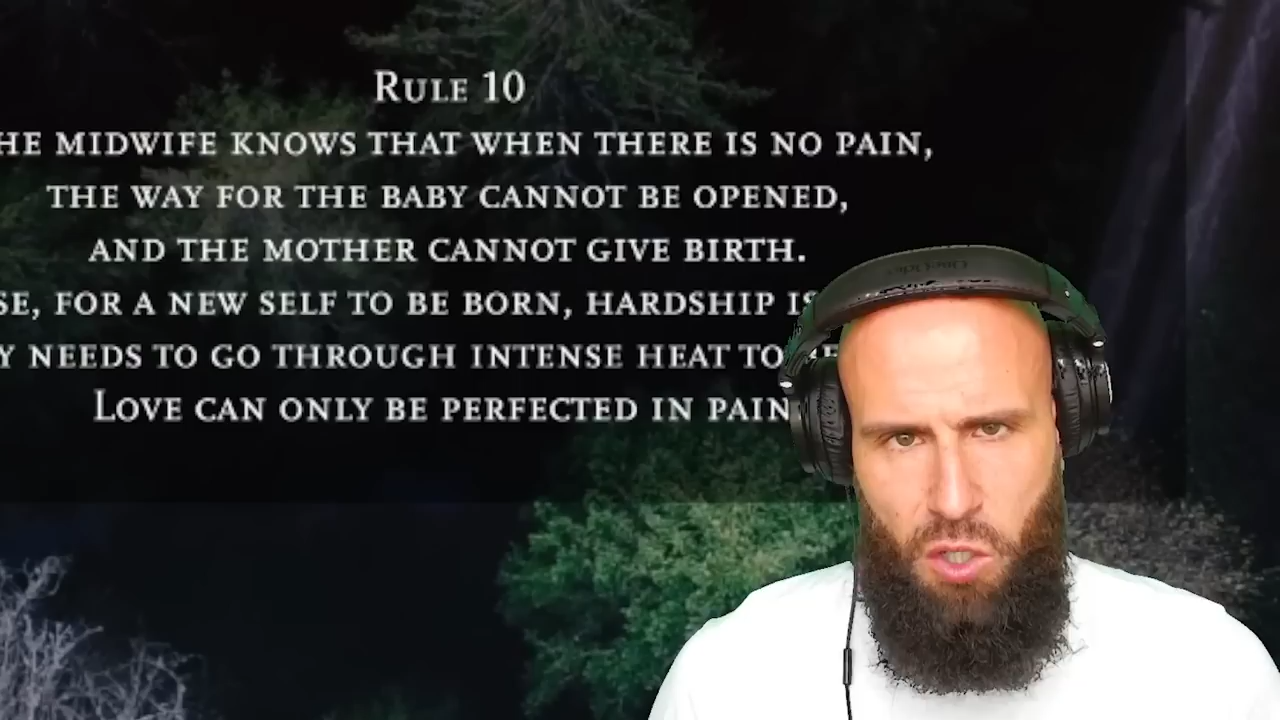 RULE 10
HE MIDWIFE KNOWS THAT WHEN THERE IS NO PAIN,
THE WAY FOR THE BABY CANNOT BE OPENED,
AND THE MOTHER CANNOT GIVE BIRTH.
SE, FOR A NEW SELF TO BE BORN, HARDSHIP IS
Y NEEDS TO GO THROUGH INTENSE HEAT TO
LOVE CAN ONLY BE PERFECTED IN PAIN